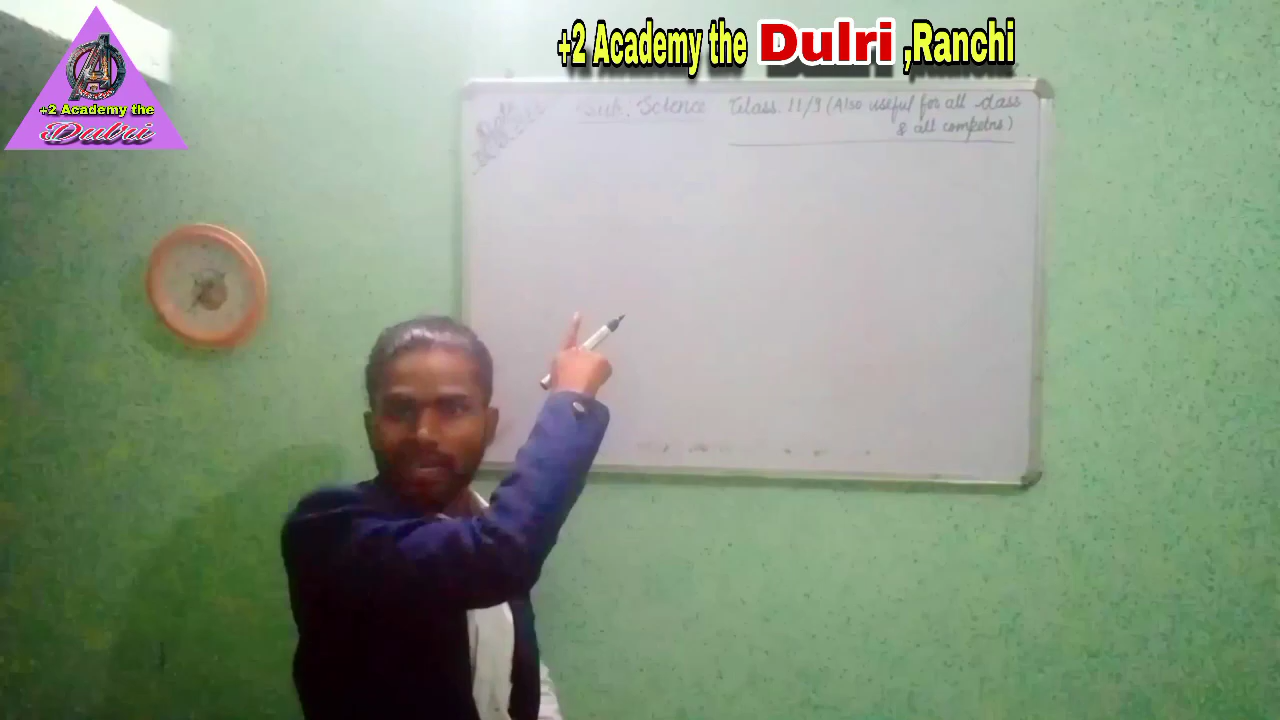 +2 Academy the Dulri ,Ranchi
+2 Academy the
Dulri
Sub. Science Class. 11/9 (Also useful for all class
& all competns)